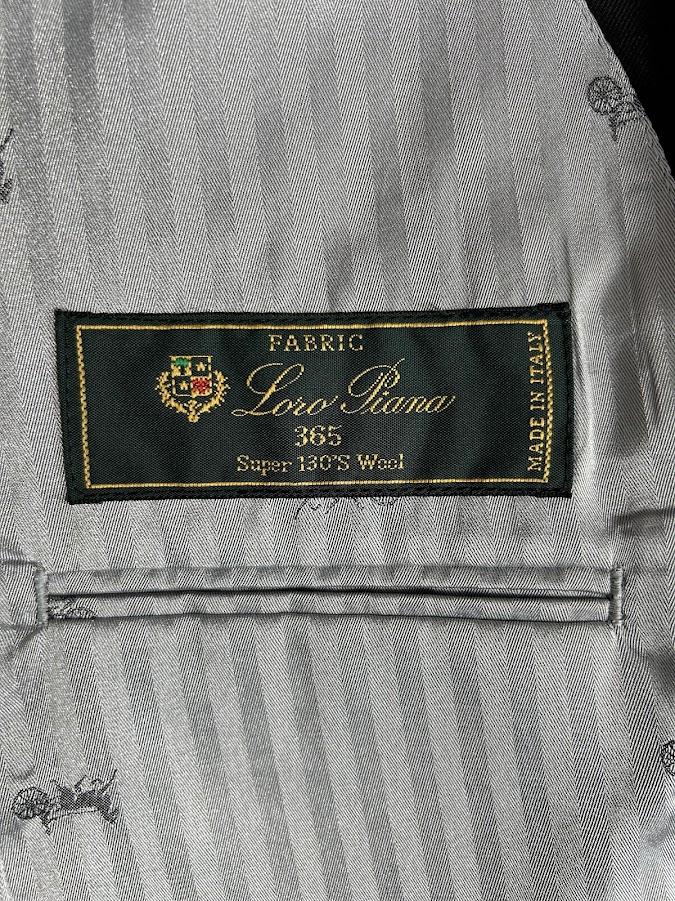 FABRIC
Loro Piana
365
Super 130'S Wool
MADE IN ITALY